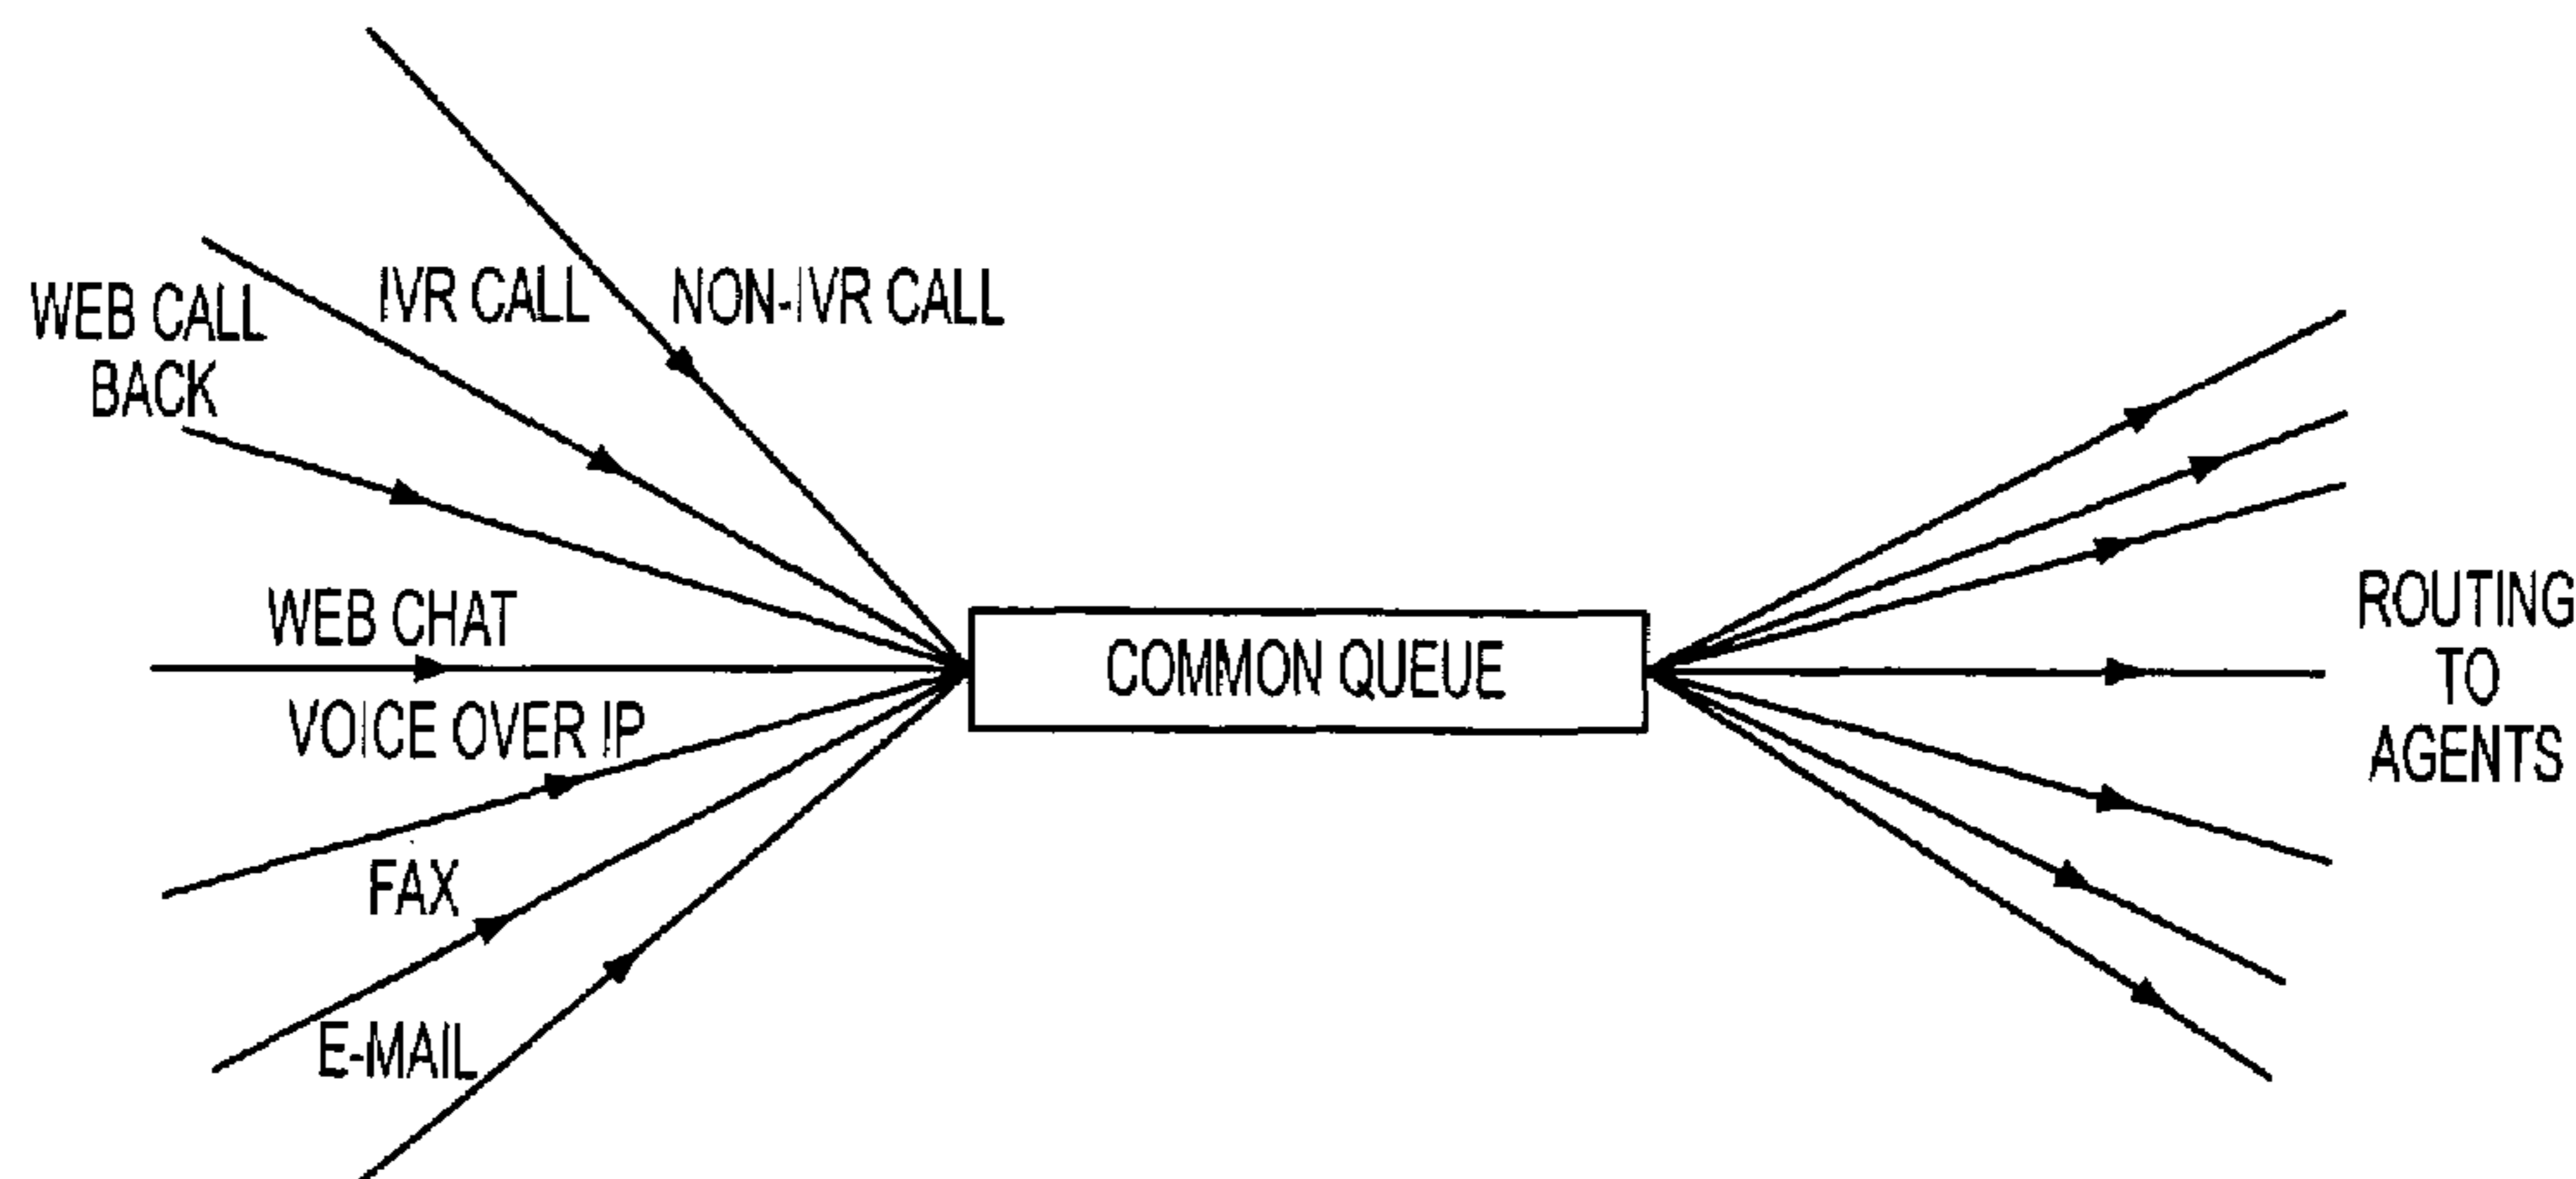 NON-IVR CALL
IVR CALL
WEB CALL
BACK
WEB CHAT
VOICE OVER IP
FAX
E-MAIL
COMMON QUEUE
ROUTING
TO
AGENTS